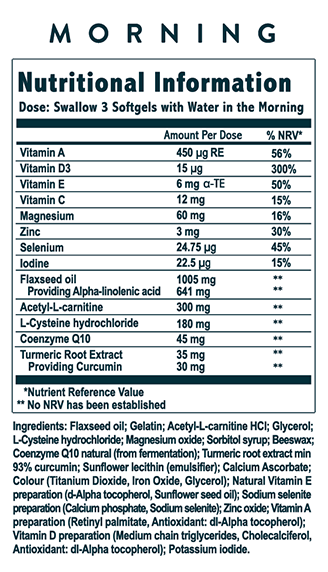 MORNING
Nutritional Information
Dose: Swallow 3 Softgels with Water in the Morning
Amount Per Dose % NRV*
Vitamin A 450 µg RE 56%
Vitamin D3 15 µg 300%
Vitamin E 6 mg α-TE 50%
Vitamin C 12 mg 15%
Magnesium 60 mg 16%
Zinc 3 mg 30%
Selenium 24.75 µg 45%
Iodine 22.5 µg 15%
Flaxseed oil 1005 mg **
Providing Alpha-linolenic acid 641 mg **
Acetyl-L-carnitine 300 mg **
L-Cysteine hydrochloride 180 mg **
Coenzyme Q10 45 mg **
Turmeric Root Extract 35 mg **
Providing Curcumin 30 mg **
*Nutrient Reference Value
** No NRV has been established
Ingredients: Flaxseed oil; Gelatin; Acetyl-L-carnitine HCl; Glycerol;
L-Cysteine hydrochloride; Magnesium oxide; Sorbitol syrup; Beeswax;
Coenzyme Q10 natural (from fermentation); Turmeric root extract min
93% curcumin; Sunflower lecithin (emulsifier); Calcium Ascorbate;
Colour (Titanium Dioxide, Iron Oxide, Glycerol); Natural Vitamin E
preparation (d-Alpha tocopherol, Sunflower seed oil); Sodium selenite
preparation (Calcium phosphate, Sodium selenite); Zinc oxide; Vitamin A
preparation (Retinyl palmitate, Antioxidant: dl-Alpha tocopherol);
Vitamin D preparation (Medium chain triglycerides, Cholecalciferol,
Antioxidant: dl-Alpha tocopherol); Potassium iodide.